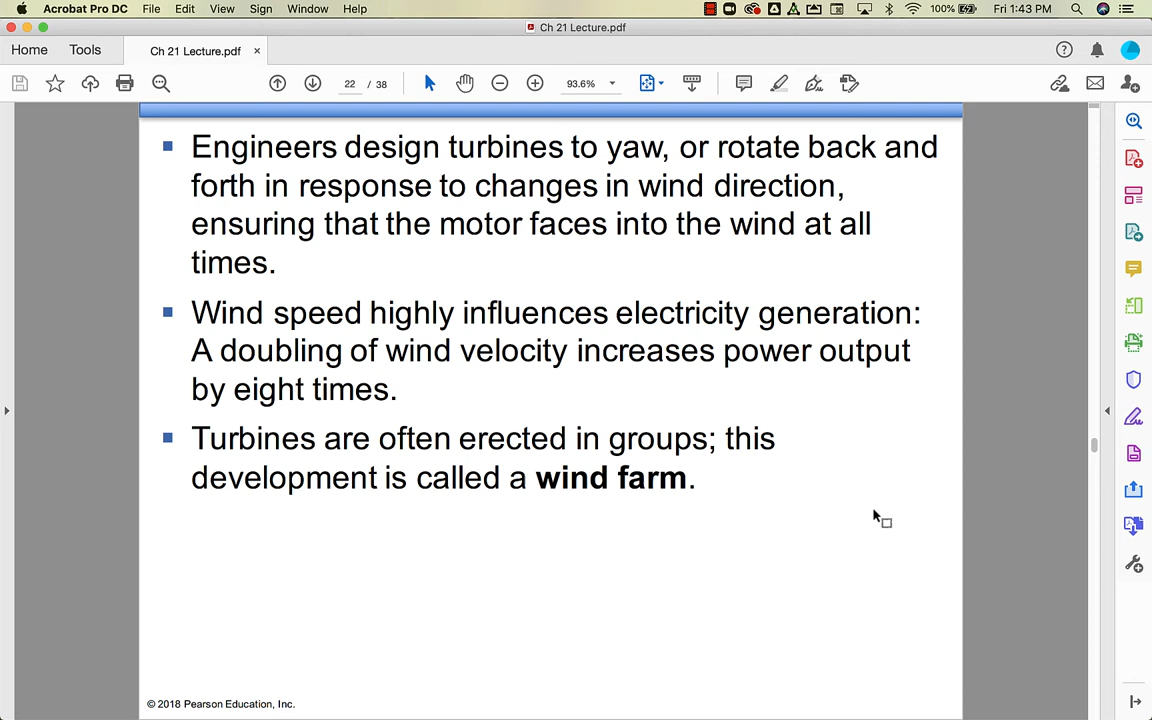 Acrobat Pro DC File Edit View Sign Window Help 100% Fri 1:43 PM
Ch 21 Lecture.pdf
Home Tools Ch 21 Lecture.pdf ×
22 / 38 93.6%
Engineers design turbines to yaw, or rotate back and
forth in response to changes in wind direction,
ensuring that the motor faces into the wind at all
times.
Wind speed highly influences electricity generation:
A doubling of wind velocity increases power output
by eight times.
Turbines are often erected in groups; this
development is called a wind farm.
© 2018 Pearson Education, Inc.